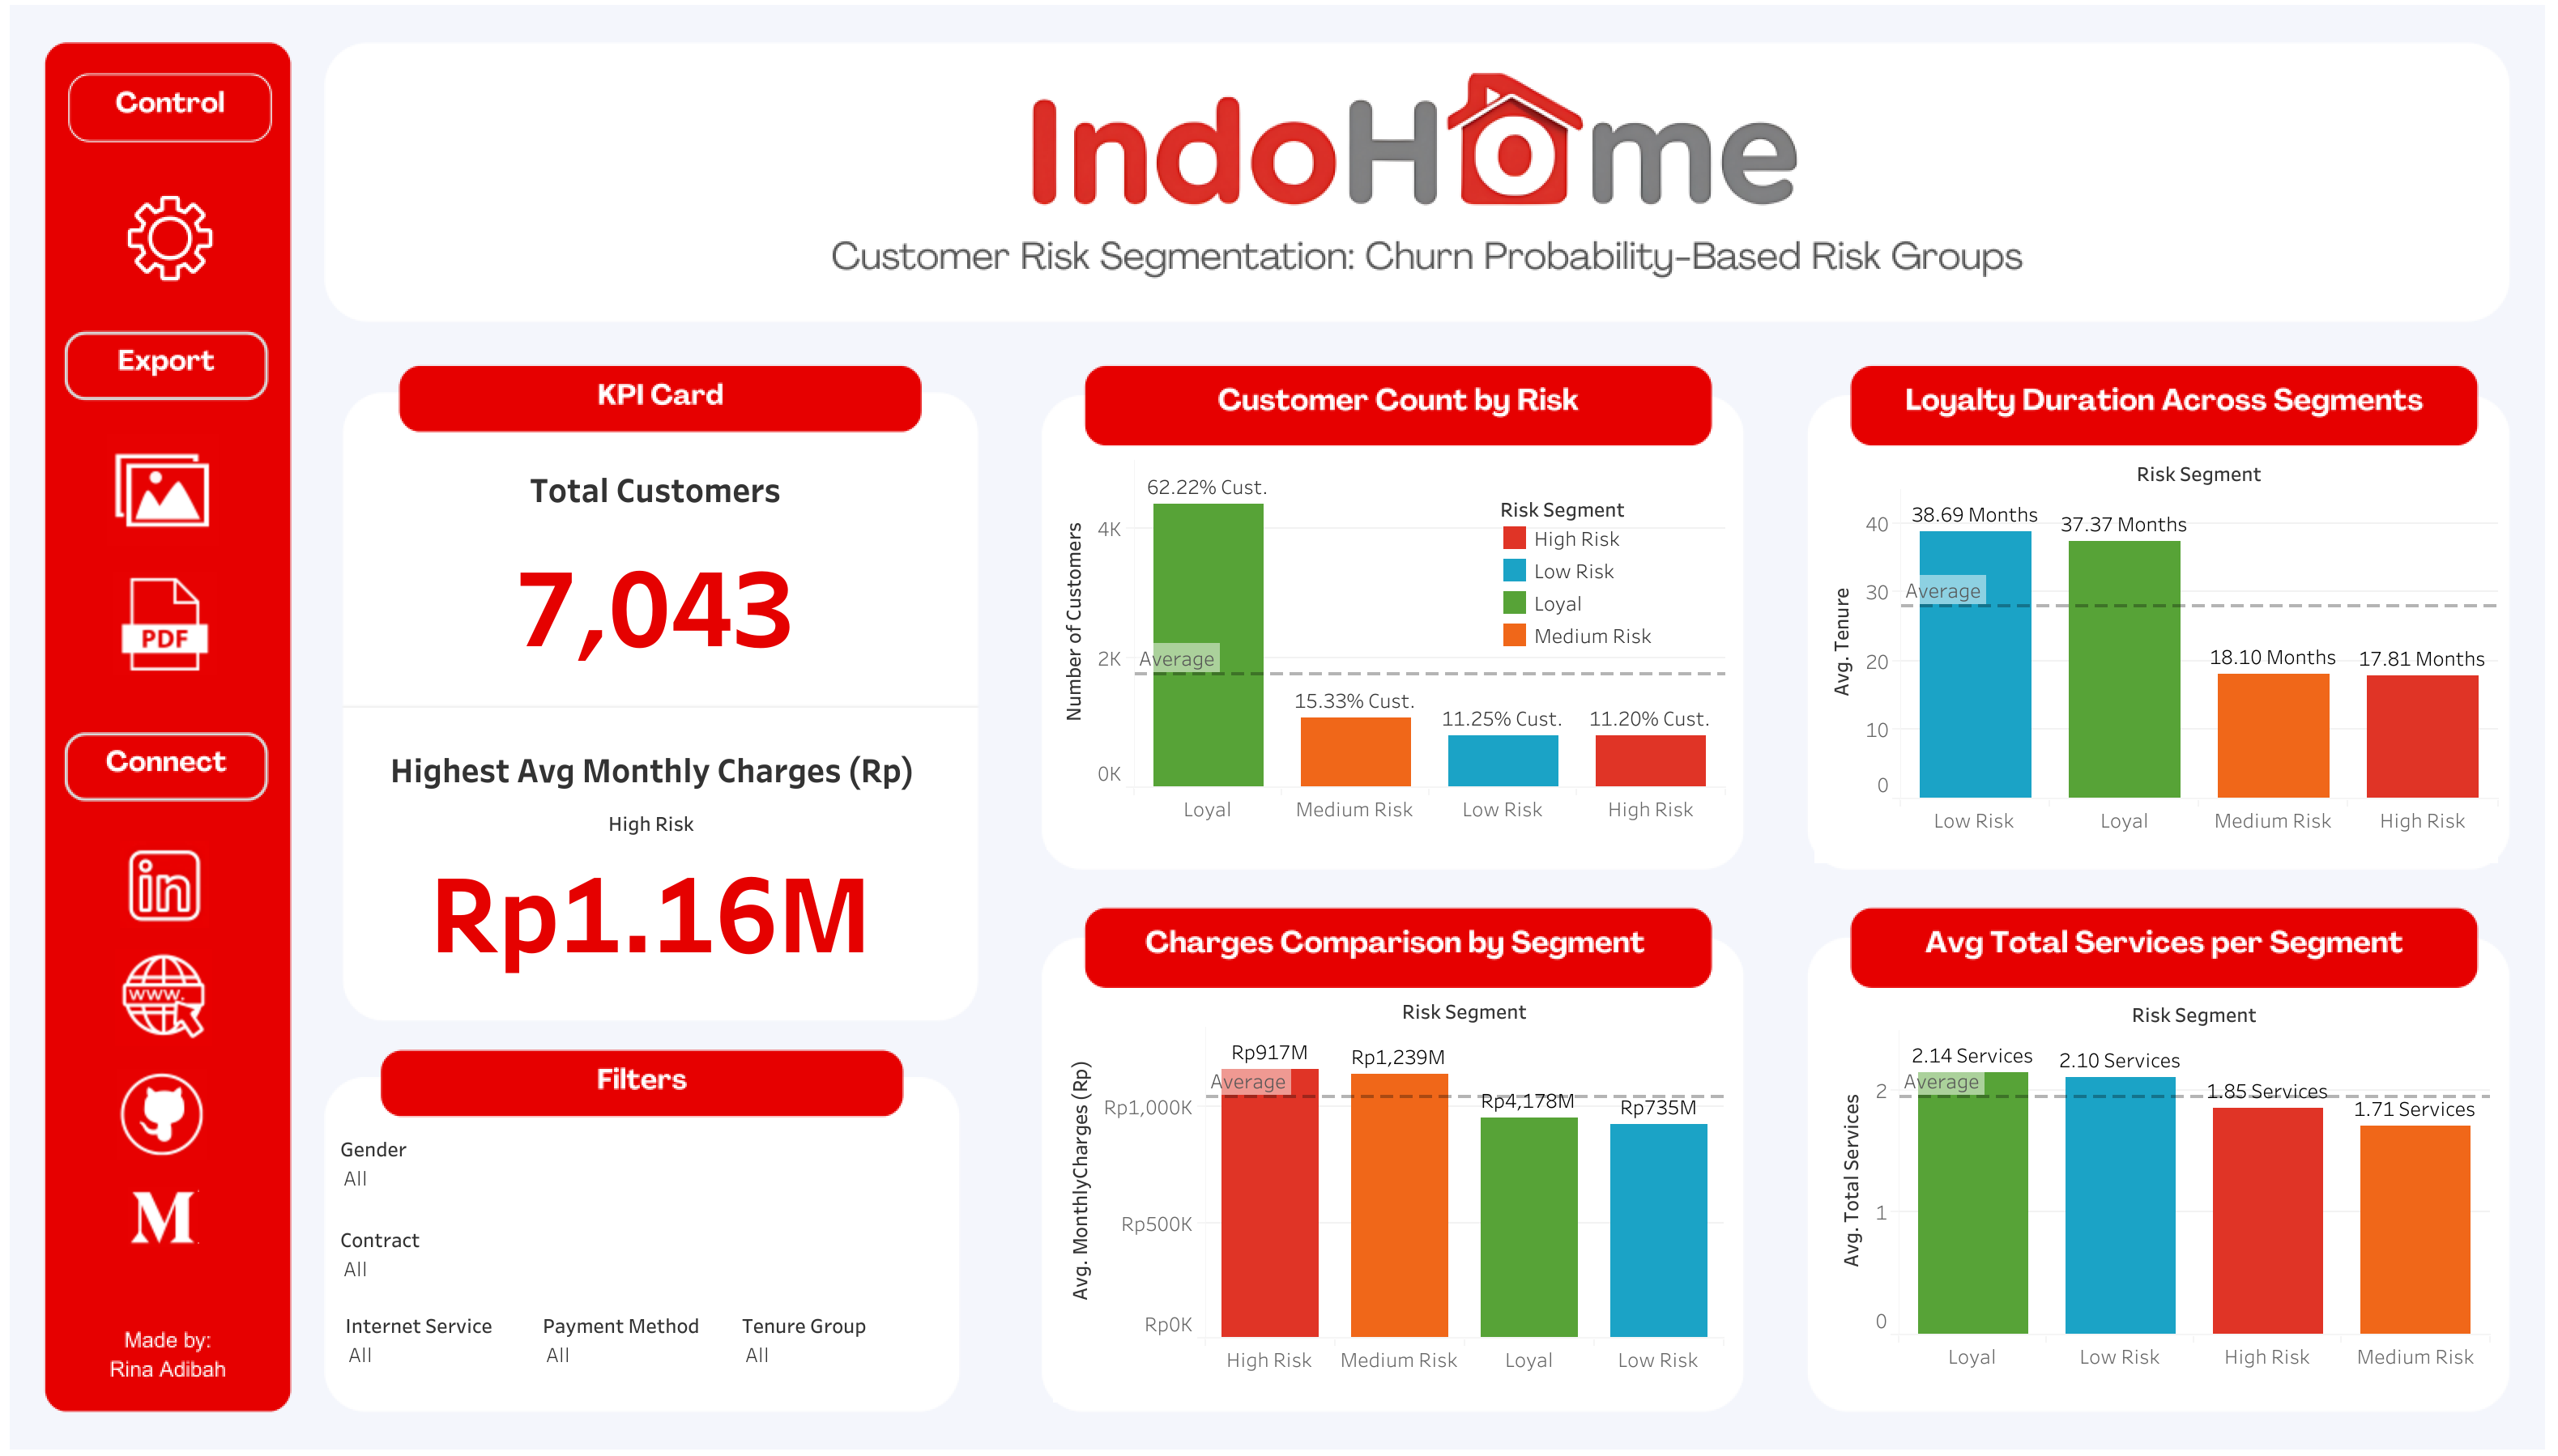 Control
Export
PDF
Connect
in
www.
M
Made by:
Rina Adibah
IndoHome
Customer Risk Segmentation: Churn Probability-Based Risk Groups
KPI Card
Total Customers
7,043
Highest Avg Monthly Charges (Rp)
High Risk
Rp1.16M
Filters
Gender
All
Contract
All
Internet Service Payment Method Tenure Group
All All All
Customer Count by Risk
Number of Customers
4K
2K
0K
62.22% Cust.
15.33% Cust.
11.25% Cust.
11.20% Cust.
Average
Risk Segment
High Risk
Low Risk
Loyal
Medium Risk
Loyal Medium Risk Low Risk High Risk
Loyalty Duration Across Segments
Risk Segment
Avg. Tenure
40
30
20
10
0
38.69 Months
37.37 Months
18.10 Months
17.81 Months
Average
Low Risk Loyal Medium Risk High Risk
Charges Comparison by Segment
Risk Segment
Avg. MonthlyCharges (Rp)
Rp1,000K
Rp500K
Rp0K
Rp917M
Rp1,239M
Rp4,178M
Rp735M
Average
High Risk Medium Risk Loyal Low Risk
Avg Total Services per Segment
Risk Segment
Avg. Total Services
2
1
0
2.14 Services
2.10 Services
1.85 Services
1.71 Services
Average
Loyal Low Risk High Risk Medium Risk